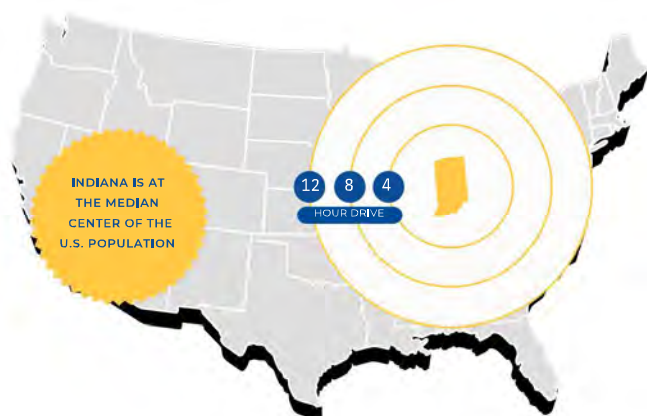 INDIANA IS AT
THE MEDIAN
CENTER OF THE
U.S. POPULATION
12 8 4
HOUR DRIVE